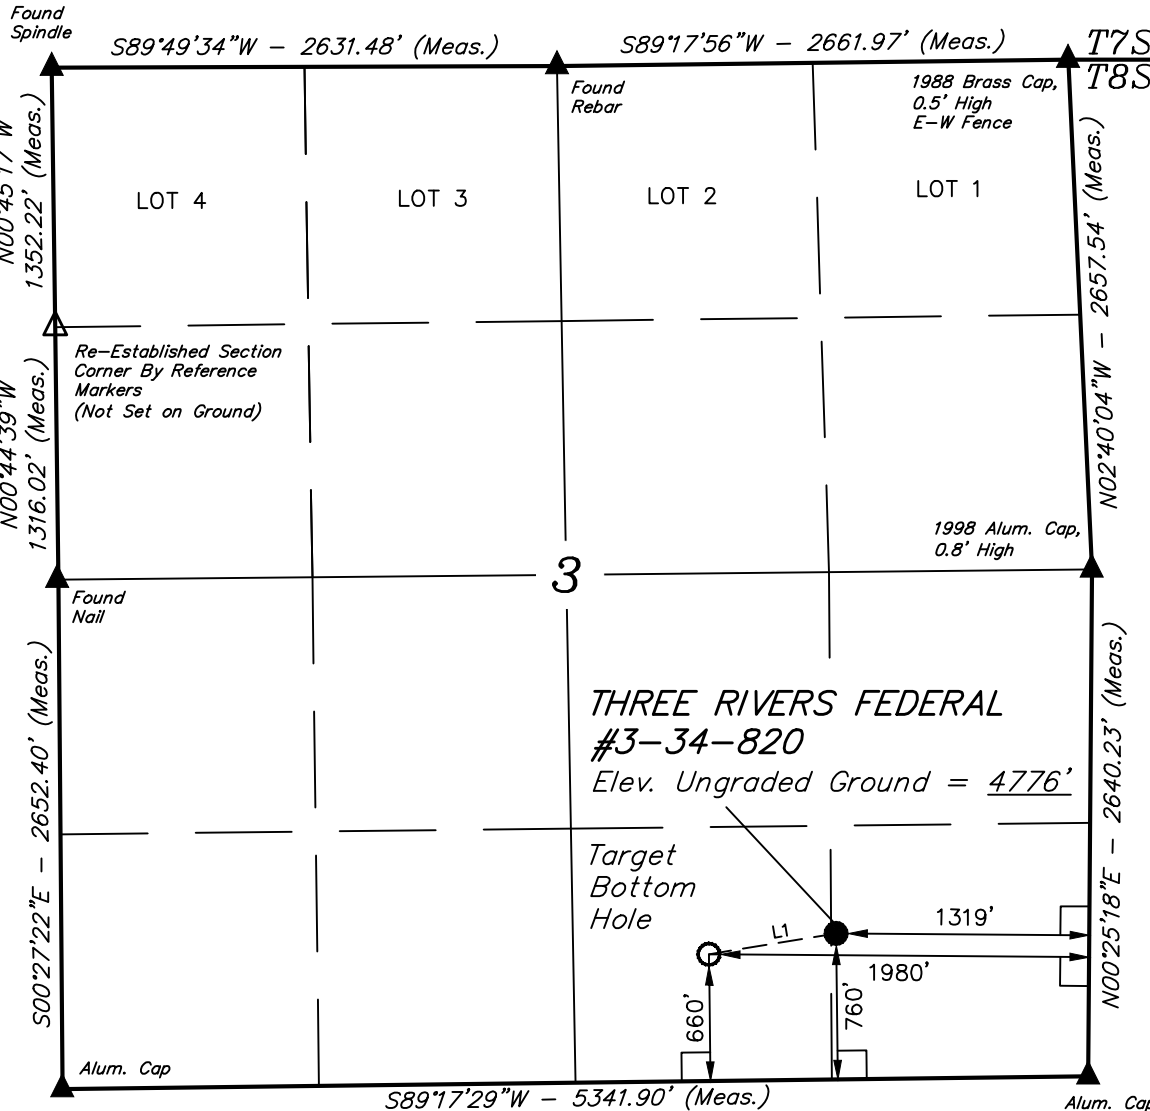 Found
Spindle
S89°49'34"W - 2631.48' (Meas.)
S89°17'56"W - 2661.97' (Meas.)
T7S
T8S
Found
Rebar
1988 Brass Cap,
0.5' High
E-W Fence
N00°45'17"W
1352.22' (Meas.)
LOT 4
LOT 3
LOT 2
LOT 1
N02°40'04"W - 2657.54' (Meas.)
Re-Established Section
Corner By Reference
Markers
(Not Set on Ground)
N00°44'39"W
1316.02' (Meas.)
1998 Alum. Cap,
0.8' High
3
Found
Nail
S00°27'22"E - 2652.40' (Meas.)
THREE RIVERS FEDERAL
#3-34-820
Elev. Ungraded Ground = 4776'
N00°25'18"E - 2640.23' (Meas.)
Target
Bottom
Hole
L1
1319'
1980'
660'
760'
Alum. Cap
S89°17'29"W - 5341.90' (Meas.)
Alum. Cap